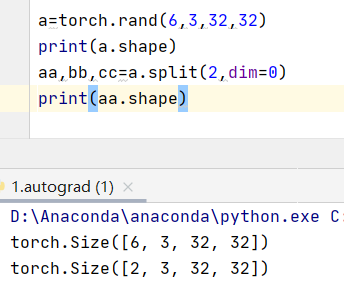 a=torch.rand(6,3,32,32)
print(a.shape)
aa,bb,cc=a.split(2,dim=0)
print(aa.shape)
1.autograd (1) ×
D:\Anaconda\anaconda\python.exe C:
torch.Size([6, 3, 32, 32])
torch.Size([2, 3, 32, 32])